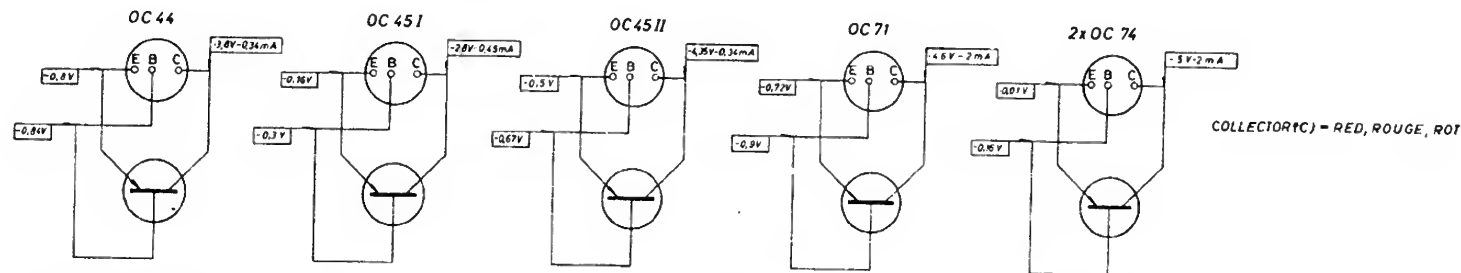 OC 44
E B C
-3,8V-0,34mA
-0,8V
-0,84V
OC 45 I
E B C
-2,8V-0,45mA
-0,16V
-0,3V
OC 45 II
E B C
-4,35V-0,34mA
-0,5V
-0,67V
OC 71
E B C
-4,6V-2mA
-0,72V
-0,9V
2x OC 74
E B C
-5V-2mA
-0,01V
-0,16V
COLLECTOR(C) = RED, ROUGE, ROT